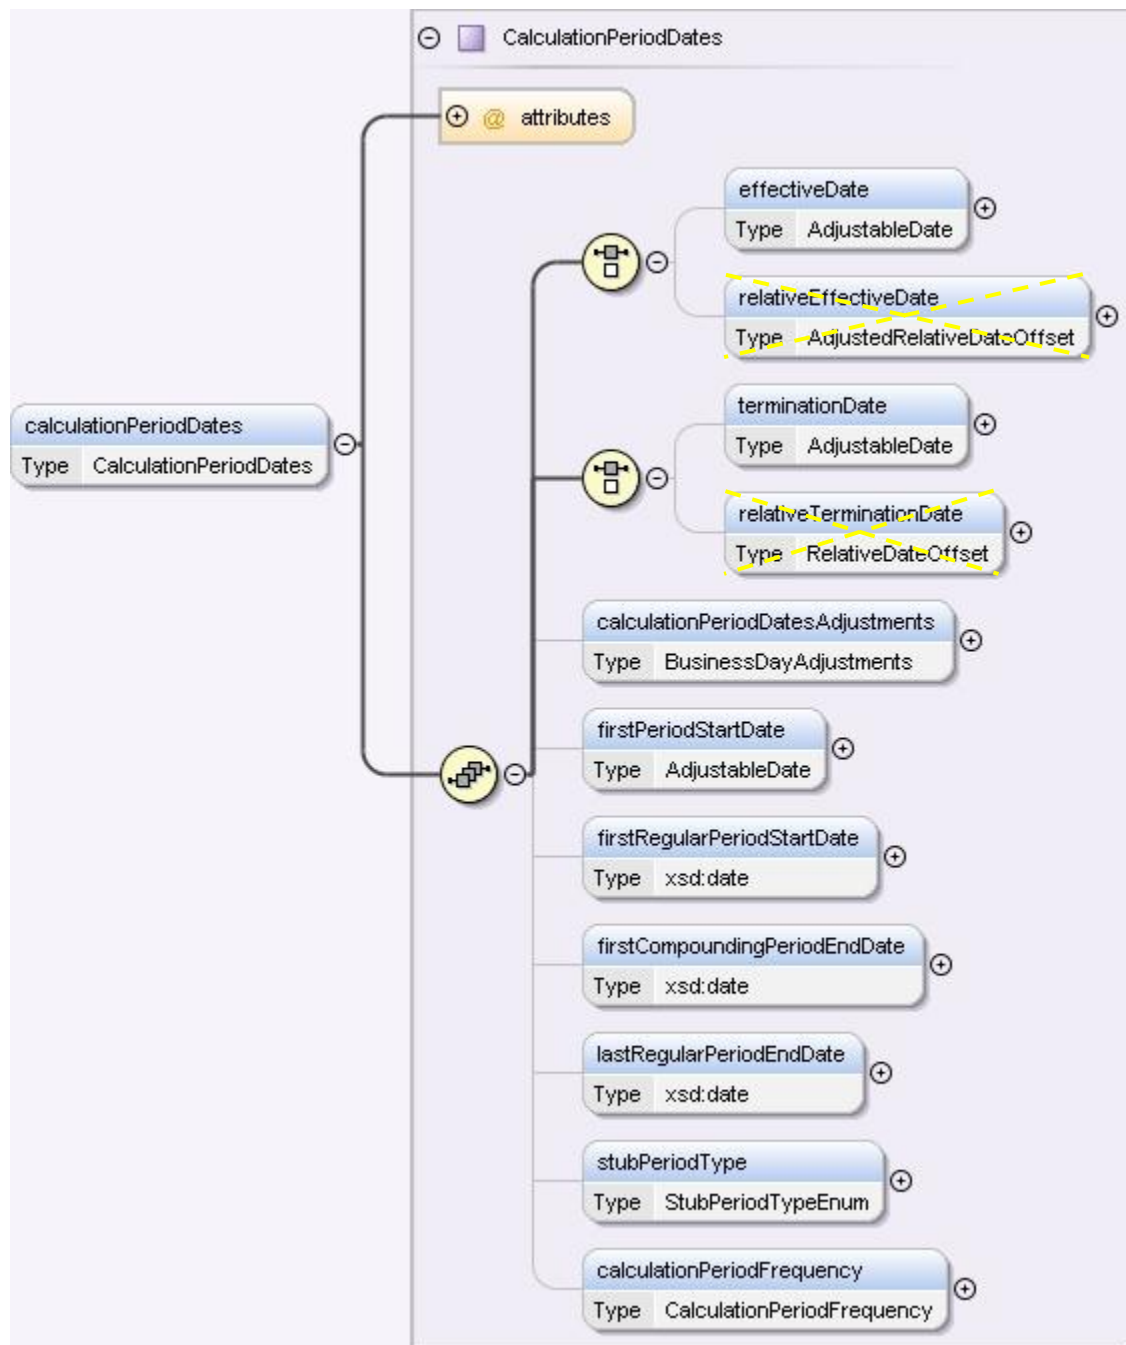 CalculationPeriodDates
@ attributes
effectiveDate
Type AdjustableDate
relativeEffectiveDate
Type AdjustedRelativeDateOffset
terminationDate
Type AdjustableDate
calculationPeriodDates
Type CalculationPeriodDates
relativeTerminationDate
Type RelativeDateOffset
calculationPeriodDatesAdjustments
Type BusinessDayAdjustments
firstPeriodStartDate
Type AdjustableDate
firstRegularPeriodStartDate
Type xsd:date
firstCompoundingPeriodEndDate
Type xsd:date
lastRegularPeriodEndDate
Type xsd:date
stubPeriodType
Type StubPeriodTypeEnum
calculationPeriodFrequency
Type CalculationPeriodFrequency